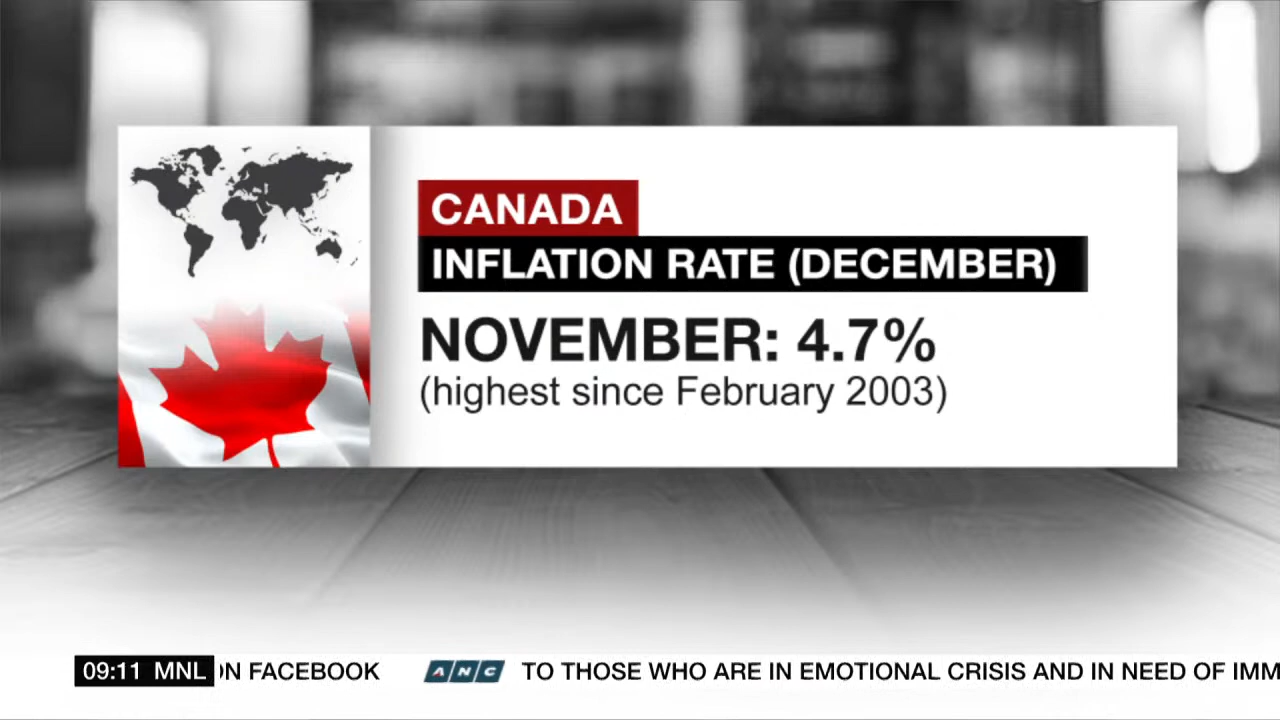 CANADA
INFLATION RATE (DECEMBER)
NOVEMBER: 4.7%
(highest since February 2003)
09:11 MNL
ON FACEBOOK
ANC
TO THOSE WHO ARE IN EMOTIONAL CRISIS AND IN NEED OF IMM